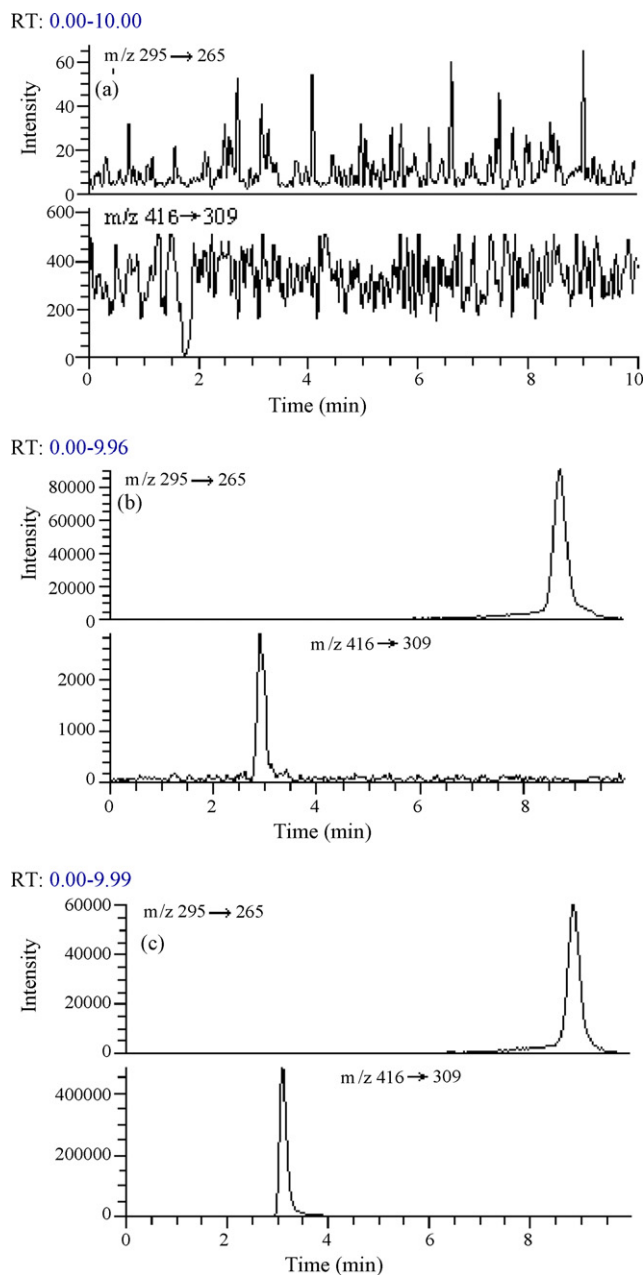 RT: 0.00-10.00
m/z 295→265
(a)
Intensity
60
40
20
0
m/z 416→309
600
400
200
0
0 2 4 6 8 10
Time (min)
RT: 0.00-9.96
m/z 295→265
(b)
Intensity
80000
60000
40000
20000
0
m/z 416→309
2000
1000
0
0 2 4 6 8
Time (min)
RT: 0.00-9.99
m/z 295→265
(c)
Intensity
60000
40000
20000
0
m/z 416→309
400000
200000
0
0 2 4 6 8
Time (min)